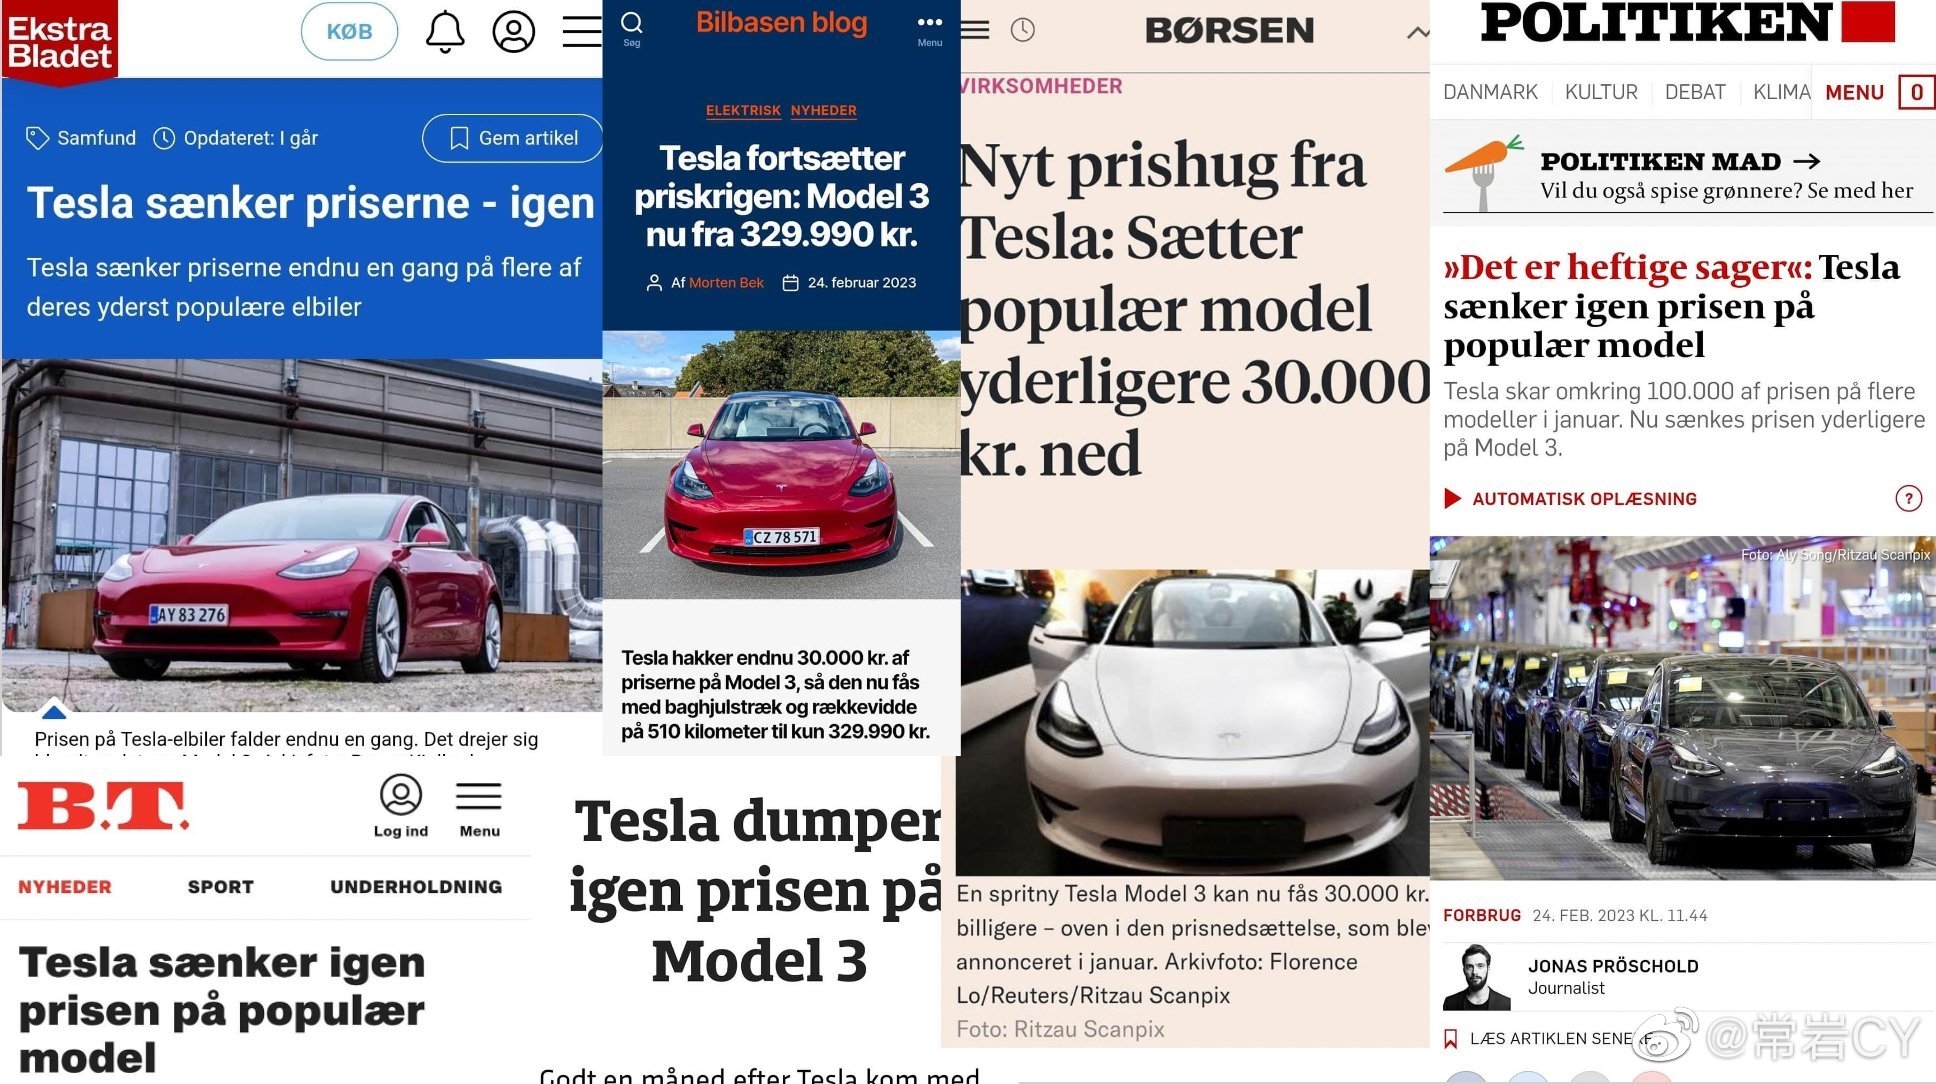 Ekstra
Bladet
KØB
Samfund
Opdateret: I går
Gem artikel
Tesla sænker priserne - igen
Tesla sænker priserne endnu en gang på flere af
deres yderst populære elbiler
AY 83 276
Prisen på Tesla-elbiler falder endnu en gang. Det drejer sig
Søg
Bilbasen blog
Menu
ELEKTRISK NYHEDER
Tesla fortsætter
priskrigen: Model 3
nu fra 329.990 kr.
Af Morten Bek
24. februar 2023
CZ 78 571
Tesla hakker endnu 30.000 kr. af
priserne på Model 3, så den nu fås
med baghjulstræk og rækkevidde
på 510 kilometer til kun 329.990 kr.
BØRSEN
VIRKSOMHEDER
Nyt prishug fra
Tesla: Sætter
populær model
yderligere 30.000
kr. ned
En spritny Tesla Model 3 kan nu fås 30.000 kr.
billigere – oven i den prisnedsættelse, som blev
annonceret i januar. Arkivfoto: Florence
Lo/Reuters/Ritzau Scanpix
Foto: Ritzau Scanpix
POLITIKEN
DANMARK KULTUR DEBAT KLIMA MENU 0
POLITIKEN MAD →
Vil du også spise grønnere? Se med her
»Det er heftige sager«: Tesla
sænker igen prisen på
populær model
Tesla skar omkring 100.000 af prisen på flere
modeller i januar. Nu sænkes prisen yderligere
på Model 3.
AUTOMATISK OPLÆSNING
?
Foto: Aly Song/Ritzau Scanpix
FORBRUG 24. FEB. 2023 KL. 11.44
JONAS PRÖSCHOLD
Journalist
LÆS ARTIKLEN SENERE
@常岩CY
B.T.
Log ind
Menu
NYHEDER SPORT UNDERHOLDNING
Tesla sænker igen
prisen på populær
model
Tesla dumper
igen prisen på
Model 3
Godt en måned efter Tesla kom med